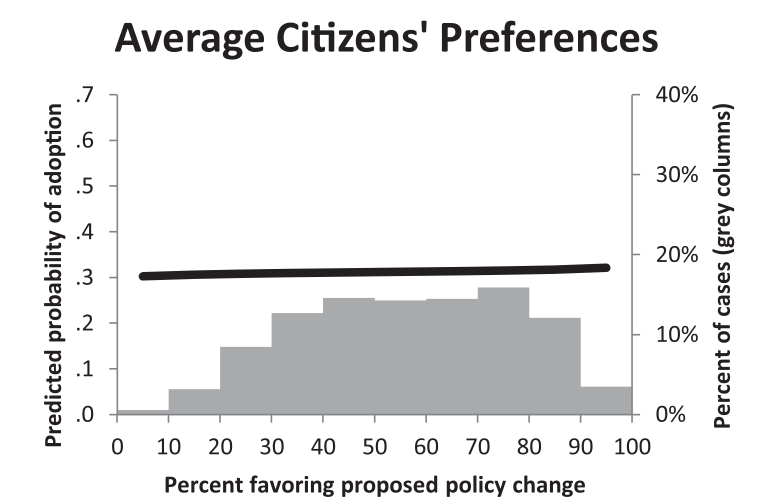 Average Citizens' Preferences
Predicted probability of adoption
.7
.6
.5
.4
.3
.2
.1
.0
40%
30%
20%
10%
0%
Percent of cases (grey columns)
0 10 20 30 40 50 60 70 80 90 100
Percent favoring proposed policy change